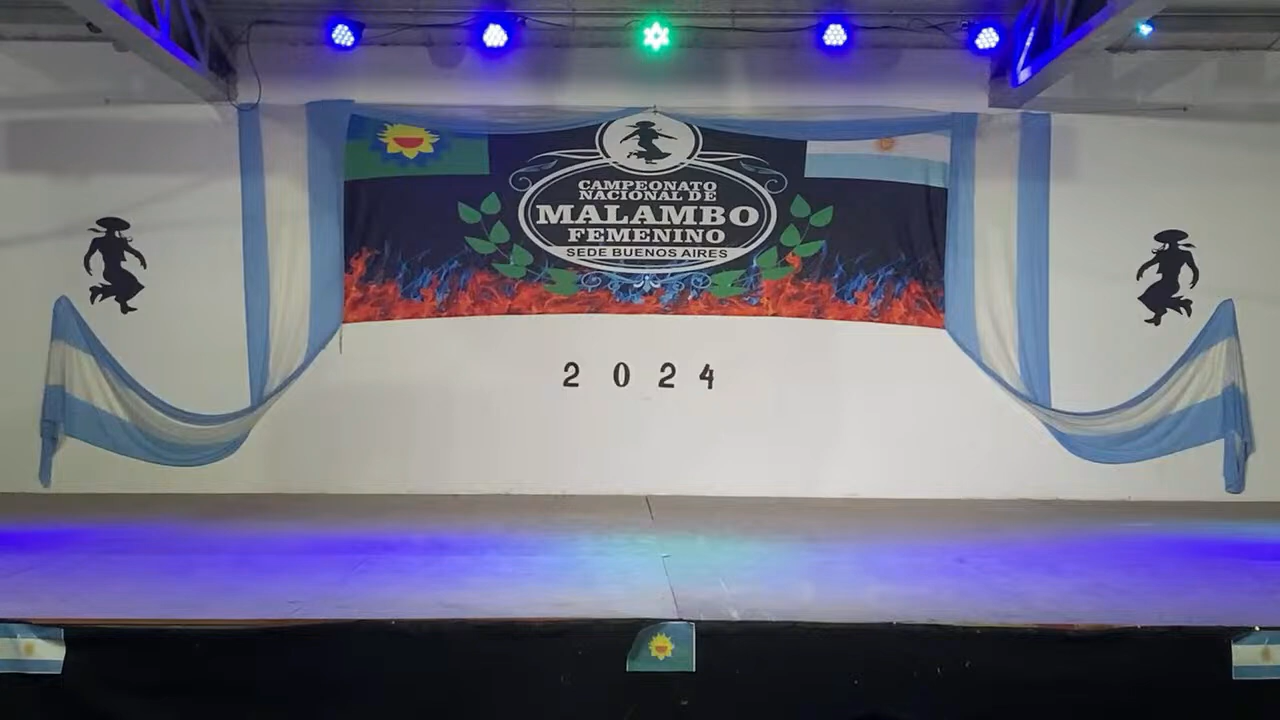 CAMPEONATO
NACIONAL DE
MALAMBO
FEMENINO
SEDE BUENOS AIRES
2024